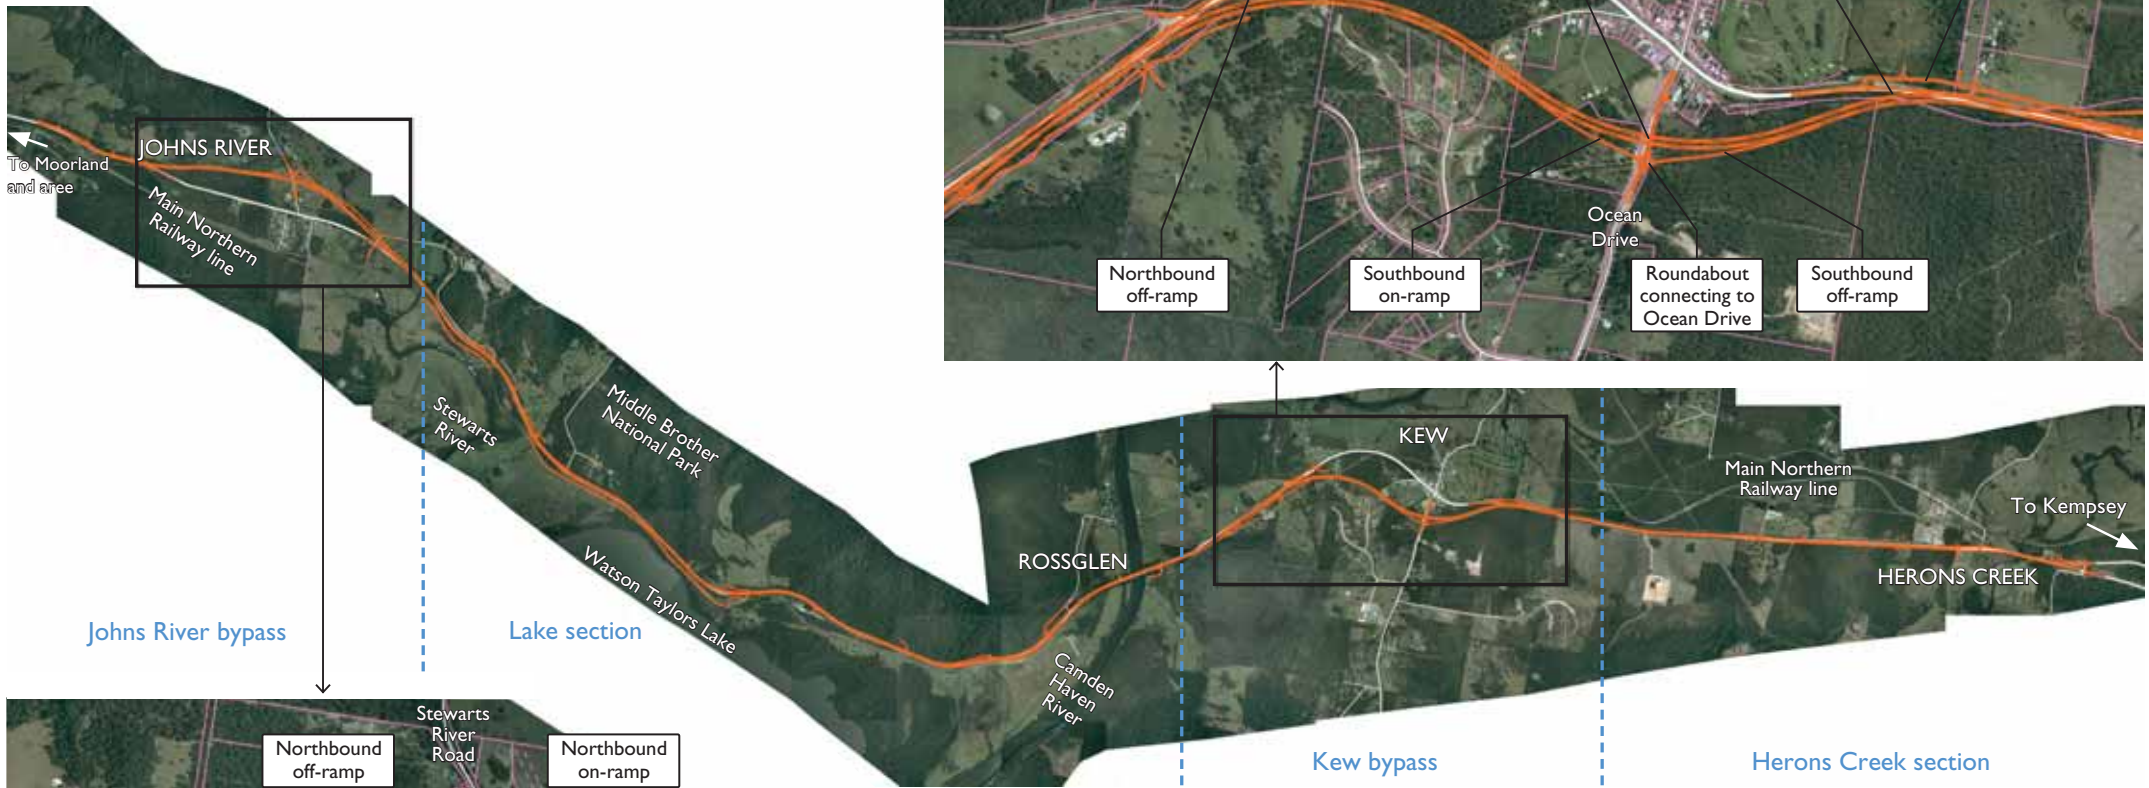 JOHNS RIVER
To Moorland
and aree
Main Northern
Railway line
Stewarts
River
Middle Brother
National Park
Watson Taylors Lake
Johns River bypass
Lake section
Stewarts
River
Road
Northbound
off-ramp
Northbound
on-ramp
Ocean
Drive
Northbound
off-ramp
Southbound
on-ramp
Roundabout
connecting to
Ocean Drive
Southbound
off-ramp
ROSSGLEN
Camden
Haven
River
KEW
Main Northern
Railway line
To Kempsey
HERONS CREEK
Kew bypass
Herons Creek section